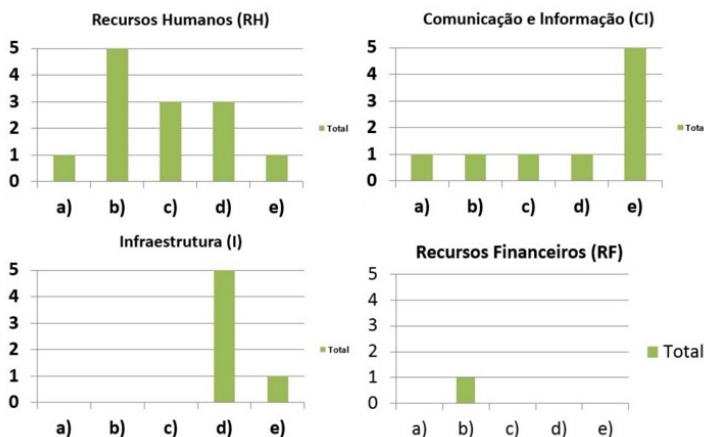 Recursos Humanos (RH)
5
4
3
2
1
0
a) b) c) d) e)
Total
Comunicação e Informação (CI)
5
4
3
2
1
0
a) b) c) d) e)
Tota
Infraestrutura (I)
5
4
3
2
1
0
a) b) c) d) e)
Total
Recursos Financeiros (RF)
5
4
3
2
1
0
a) b) c) d) e)
Total